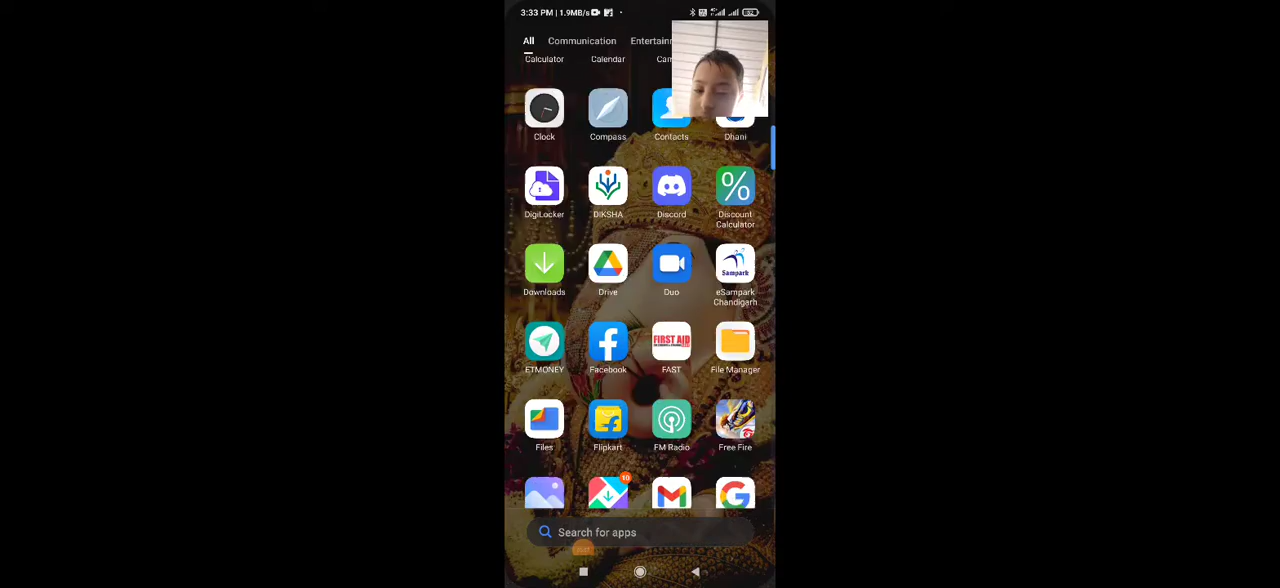 3:33 PM | 1.9MB/s
All Communication Entertainm
Calculator Calendar Cam
Clock Compass Contacts Dhani
DigiLocker DIKSHA Discord Discount Calculator
Sampark
Downloads Drive Duo eSampark Chandigarh
FIRST AID
ETMONEY Facebook FAST File Manager
Files Flipkart FM Radio Free Fire
10
Search for apps